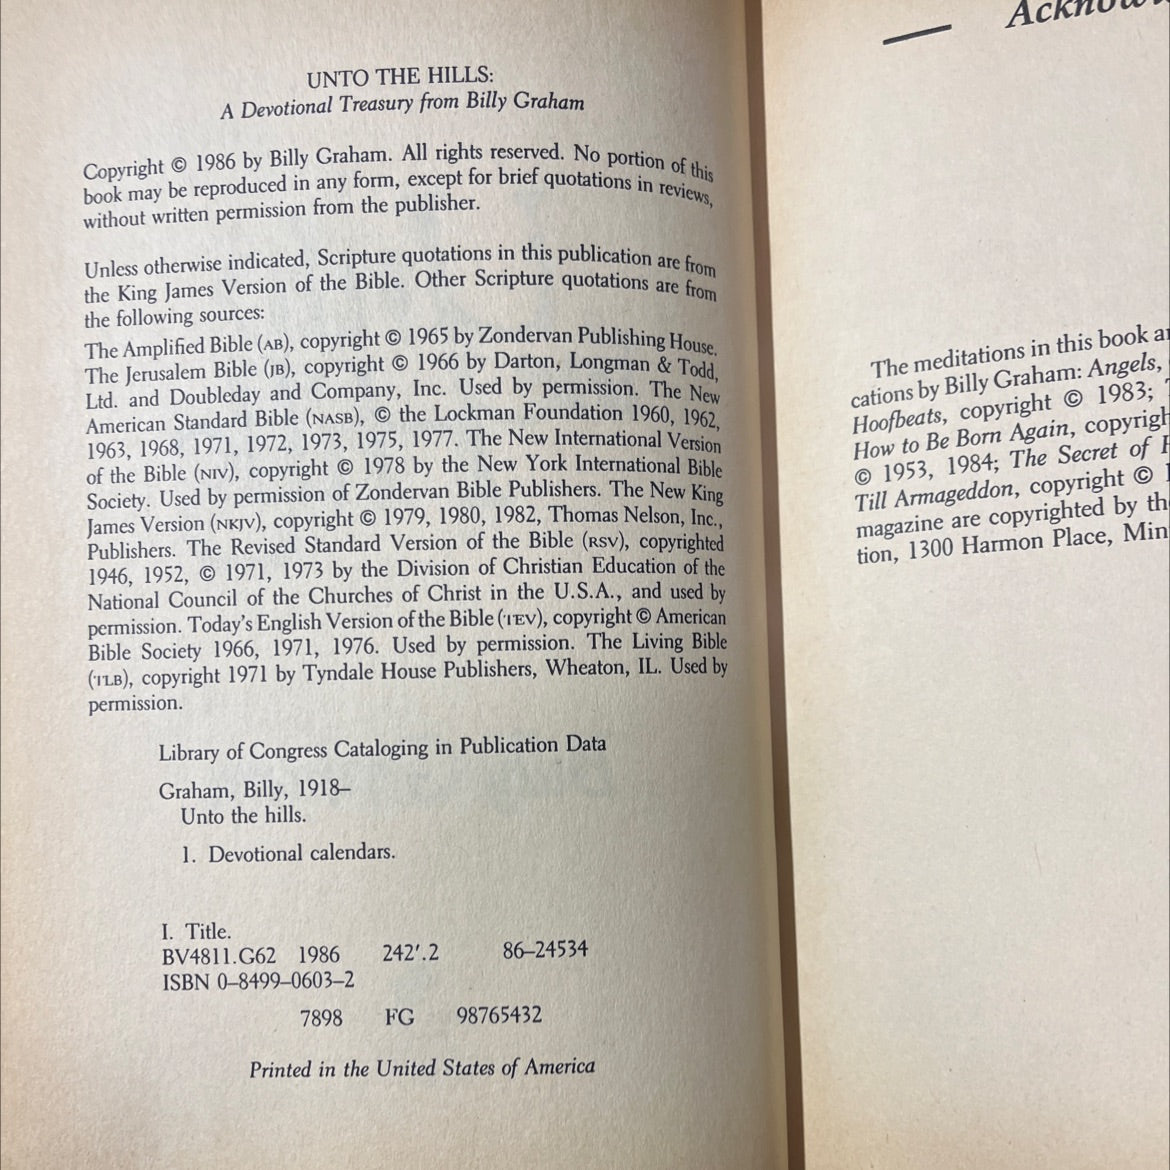 UNTO THE HILLS:
A Devotional Treasury from Billy Graham
Copyright © 1986 by Billy Graham. All rights reserved. No portion of this
book may be reproduced in any form, except for brief quotations in reviews,
without written permission from the publisher.
Unless otherwise indicated, Scripture quotations in this publication are from
the King James Version of the Bible. Other Scripture quotations are from
the following sources:
The Amplified Bible (AB), copyright © 1965 by Zondervan Publishing House.
The Jerusalem Bible (JB), copyright © 1966 by Darton, Longman & Todd,
Ltd. and Doubleday and Company, Inc. Used by permission. The New
American Standard Bible (NASB), © the Lockman Foundation 1960, 1962,
1963, 1968, 1971, 1972, 1973, 1975, 1977. The New International Version
of the Bible (NIV), copyright © 1978 by the New York International Bible
Society. Used by permission of Zondervan Bible Publishers. The New King
James Version (NKJV), copyright © 1979, 1980, 1982, Thomas Nelson, Inc.,
Publishers. The Revised Standard Version of the Bible (RSV), copyrighted
1946, 1952, © 1971, 1973 by the Division of Christian Education of the
National Council of the Churches of Christ in the U.S.A., and used by
permission. Today's English Version of the Bible (TEV), copyright © American
Bible Society 1966, 1971, 1976. Used by permission. The Living Bible
(TLB), copyright 1971 by Tyndale House Publishers, Wheaton, IL. Used by
permission.
Library of Congress Cataloging in Publication Data
Graham, Billy, 1918–
Unto the hills.
1. Devotional calendars.
I. Title.
BV4811.G62 1986 242'.2 86–24534
ISBN 0–8499–0603–2
7898 FG 98765432
Printed in the United States of America
The meditations in this book
cations by Billy Graham: Angels,
Hoofbeats, copyright © 1983;
How to Be Born Again,
© 1953, 1984; The Secret of
Till Armageddon, copyright ©
magazine are copyrighted by
tion, 1300 Harmon Place,